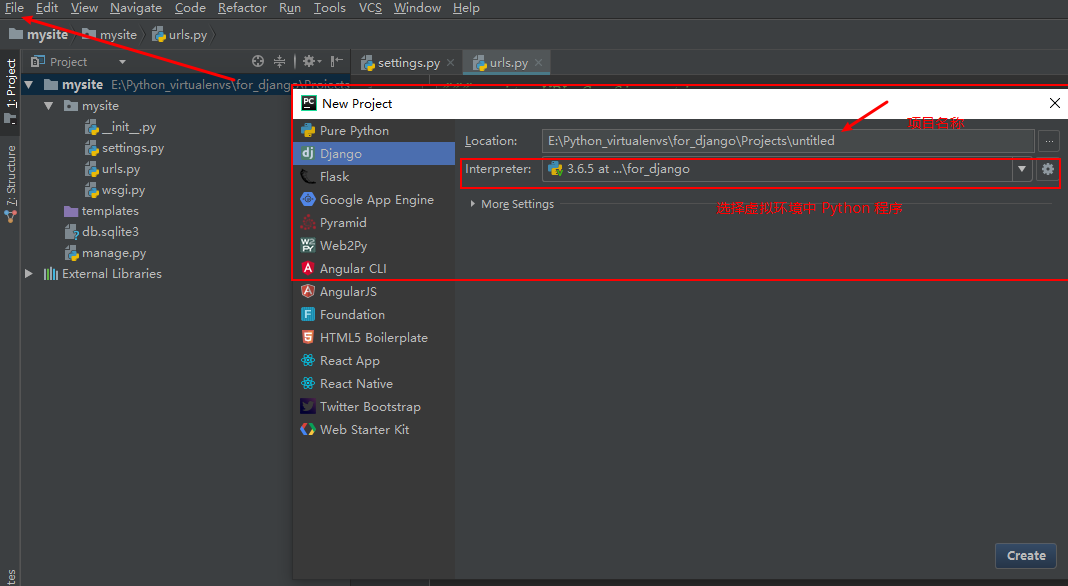 File Edit View Navigate Code Refactor Run Tools VCS Window Help
mysite mysite urls.py
Project
settings.py urls.py
1: Project
Z: Structure
mysite E:\Python_virtualenvs\for_django\Projects
mysite
__init__.py
settings.py
urls.py
wsgi.py
templates
db.sqlite3
manage.py
External Libraries
New Project
Pure Python
Django
Flask
Google App Engine
Pyramid
Web2Py
Angular CLI
AngularJS
Foundation
HTML5 Boilerplate
React App
React Native
Twitter Bootstrap
Web Starter Kit
项目名称
Location: E:\Python_virtualenvs\for_django\Projects\untitled ...
Interpreter: 3.6.5 at ...\for_django
More Settings
选择虚拟环境中 Python 程序
Create